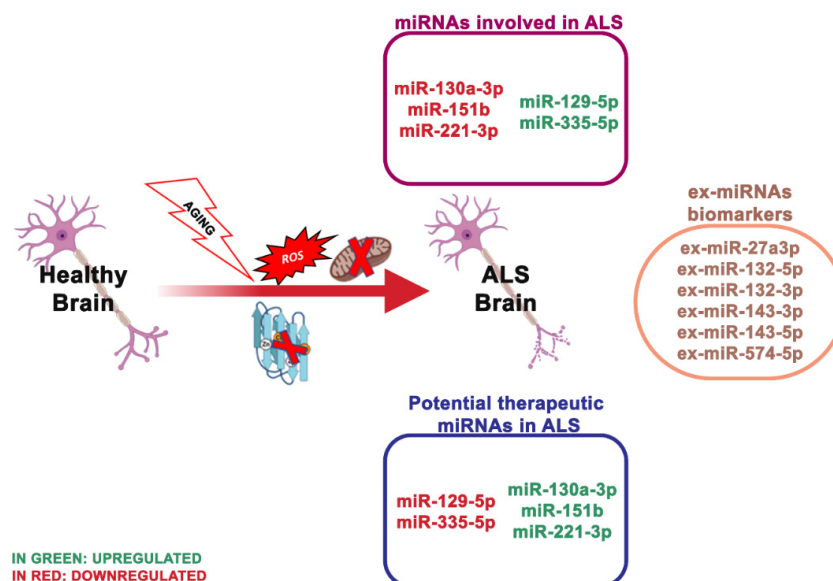 miRNAs involved in ALS
miR-130a-3p
miR-151b
miR-221-3p
miR-129-5p
miR-335-5p
AGING
ROS
Healthy
Brain
ALS
Brain
ex-miRNAs
biomarkers
ex-miR-27a3p
ex-miR-132-5p
ex-miR-132-3p
ex-miR-143-3p
ex-miR-143-5p
ex-miR-574-5p
Zn
Potential therapeutic
miRNAs in ALS
miR-129-5p
miR-335-5p
miR-130a-3p
miR-151b
miR-221-3p
IN GREEN: UPREGULATED
IN RED: DOWNREGULATED